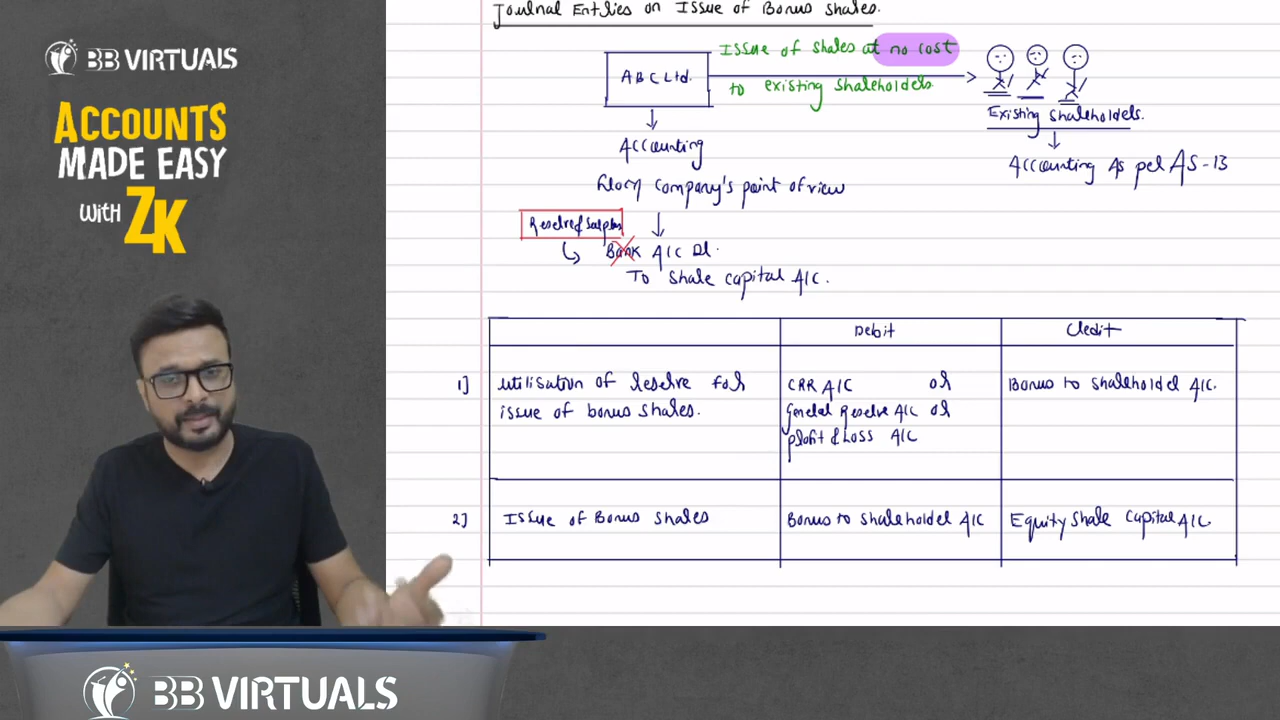 BB VIRTUALS
ACCOUNTS
MADE EASY
with ZK
Journal Entries on Issue of Bonus shares.
ABC Ltd.
Issue of shares at no cost
to existing shareholders.
Existing shareholders.
Accounting As per AS-13
Accounting
from company's point of view
Reserve & Surplus
Bank A/C Dr.
To Share capital A/C.
Debit
Credit
1]
utilisation of reserve for
issue of bonus shares.
CRR A/C or
General Reserve A/C or
Profit & Loss A/C
Bonus to shareholder A/C.
2]
Issue of Bonus shares
Bonus to shareholder A/C
Equity share capital A/C.
BB VIRTUALS